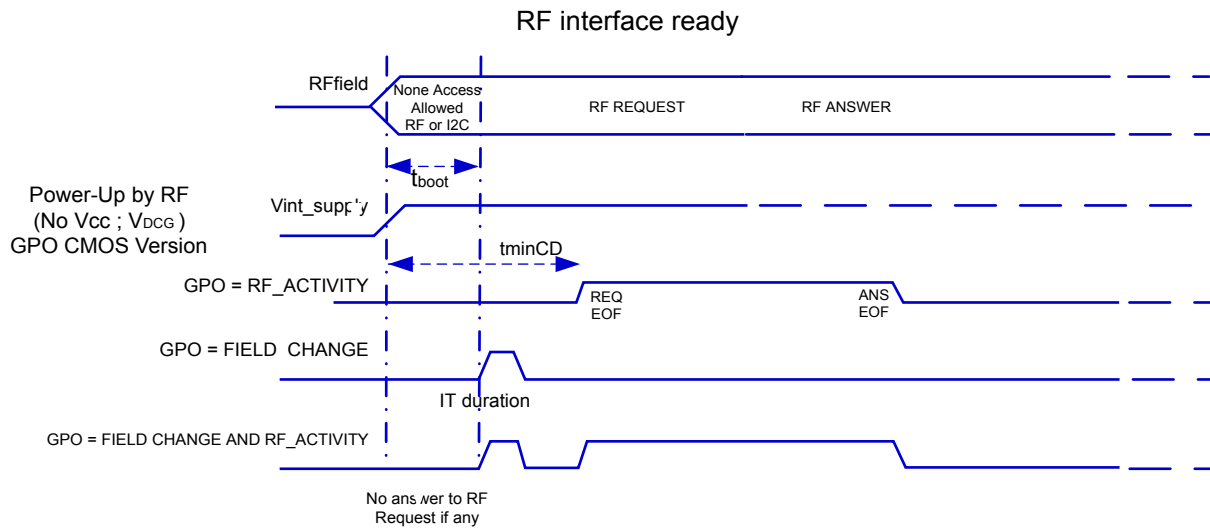 RF interface ready
RFfield
None Access
Allowed
RF or I2C
RF REQUEST
RF ANSWER
tboot
Power-Up by RF
(No Vcc ; VDCG )
GPO CMOS Version
Vint_supply
tminCD
GPO = RF_ACTIVITY
REQ
EOF
ANS
EOF
GPO = FIELD CHANGE
IT duration
GPO = FIELD CHANGE AND RF_ACTIVITY
No answer to RF
Request if any